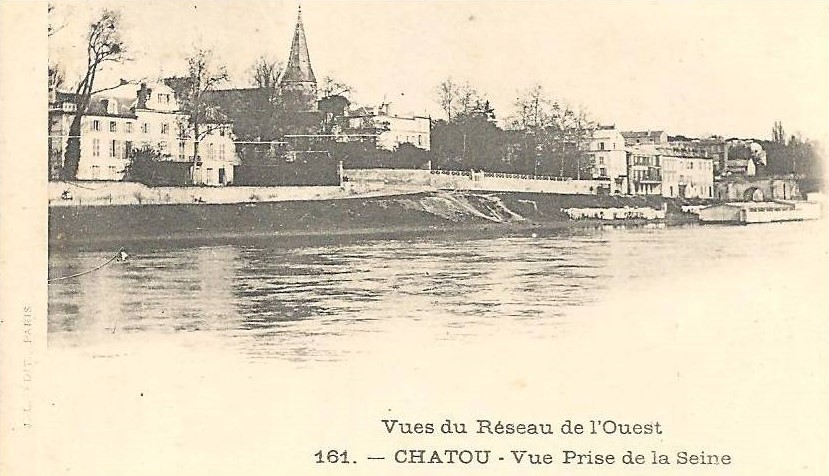 Vues du Réseau de l'Ouest
161. — CHATOU - Vue Prise de la Seine